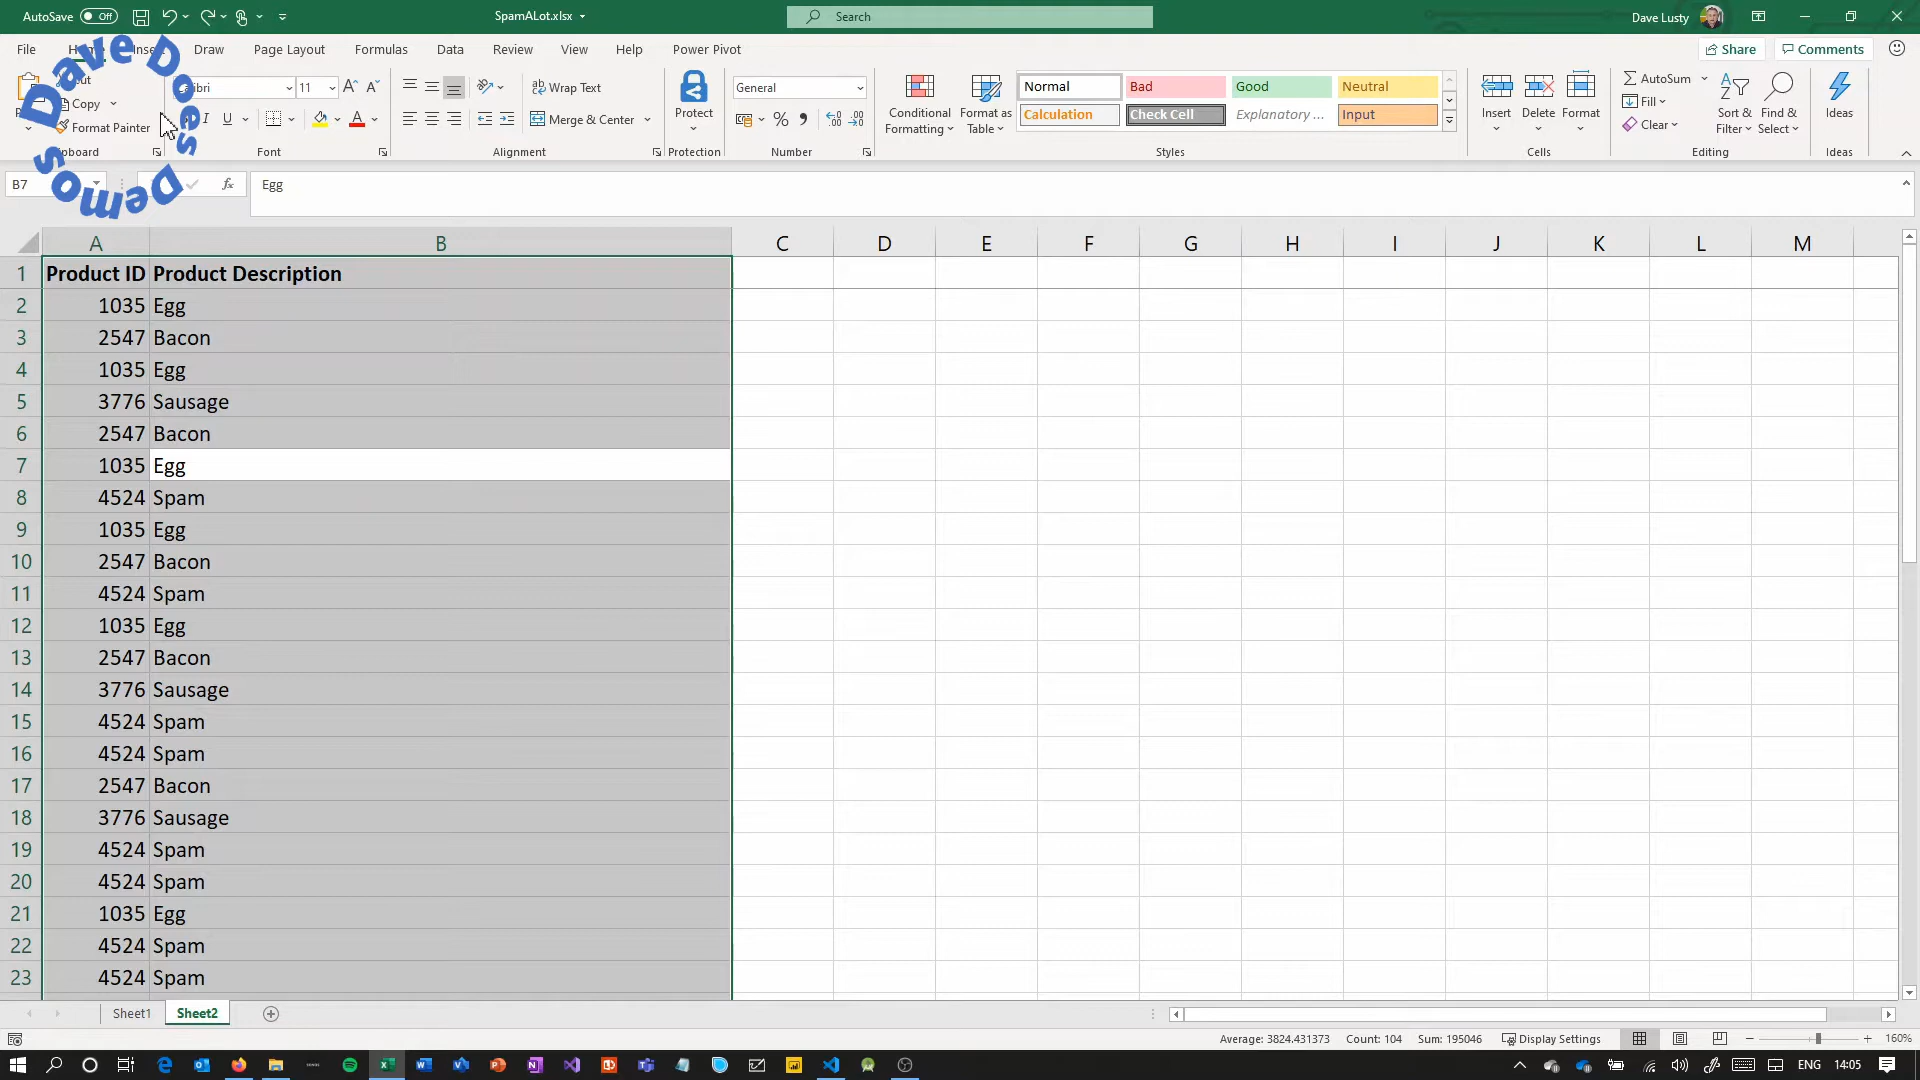 AutoSave Off SpamALot.xlsx Search Dave Lusty
File Home Insert Draw Page Layout Formulas Data Review View Help Power Pivot Share Comments
Dave Does Demos
Copy
Format Painter
11
Font
Wrap Text
Merge & Center
Alignment
Protect
Protection
General
Number
Conditional Formatting
Format as Table
Normal Bad Good Neutral
Calculation Check Cell Explanatory ... Input
Styles
Insert Delete Format
Cells
AutoSum
Fill
Clear
Sort & Filter
Find & Select
Editing
Ideas
Ideas
B7 fx Egg
A B C D E F G H I J K L M
1 Product ID Product Description
2 1035 Egg
3 2547 Bacon
4 1035 Egg
5 3776 Sausage
6 2547 Bacon
7 1035 Egg
8 4524 Spam
9 1035 Egg
10 2547 Bacon
11 4524 Spam
12 1035 Egg
13 2547 Bacon
14 3776 Sausage
15 4524 Spam
16 4524 Spam
17 2547 Bacon
18 3776 Sausage
19 4524 Spam
20 4524 Spam
21 1035 Egg
22 4524 Spam
23 4524 Spam
Sheet1 Sheet2
Average: 3824.431373 Count: 104 Sum: 195046 Display Settings 160%
ENG 14:05